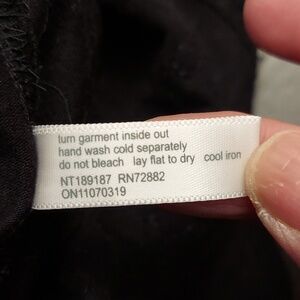 turn garment inside out
hand wash cold separately
do not bleach lay flat to dry cool iron
NT189187 RN72882
ON11070319